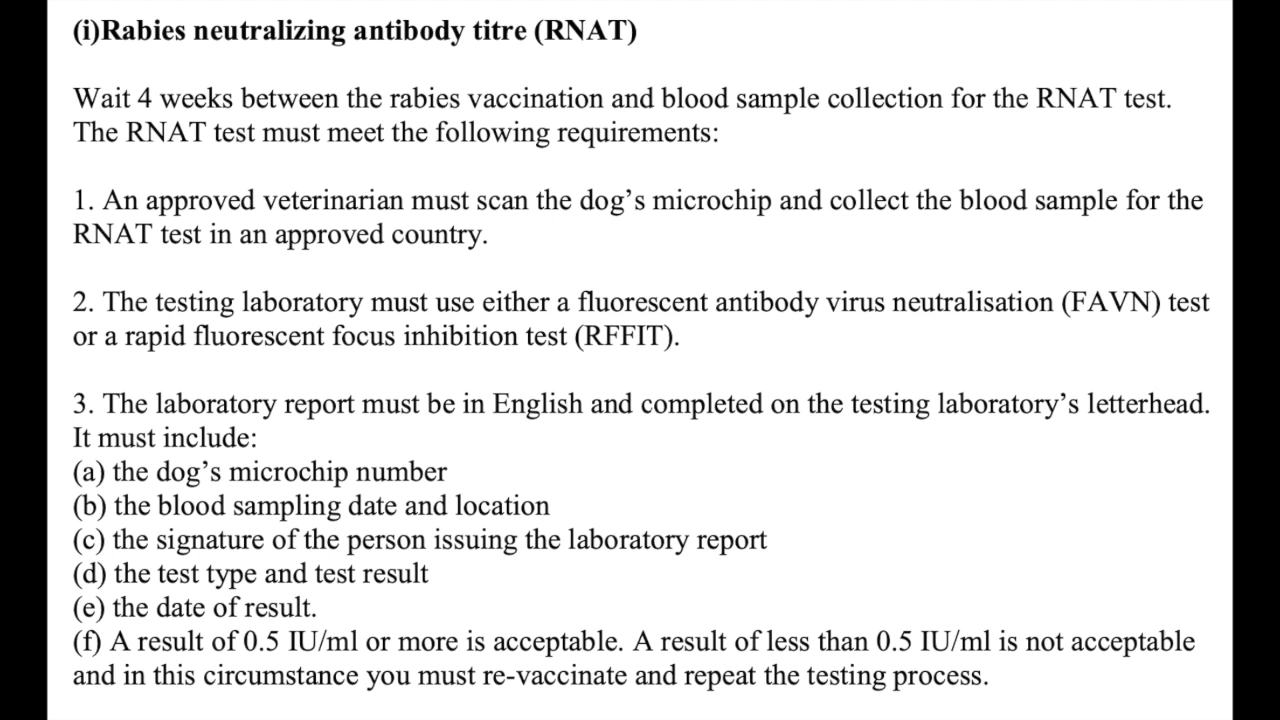 (i)Rabies neutralizing antibody titre (RNAT)
Wait 4 weeks between the rabies vaccination and blood sample collection for the RNAT test.
The RNAT test must meet the following requirements:
1. An approved veterinarian must scan the dog’s microchip and collect the blood sample for the
RNAT test in an approved country.
2. The testing laboratory must use either a fluorescent antibody virus neutralisation (FAVN) test
or a rapid fluorescent focus inhibition test (RFFIT).
3. The laboratory report must be in English and completed on the testing laboratory’s letterhead.
It must include:
(a) the dog’s microchip number
(b) the blood sampling date and location
(c) the signature of the person issuing the laboratory report
(d) the test type and test result
(e) the date of result.
(f) A result of 0.5 IU/ml or more is acceptable. A result of less than 0.5 IU/ml is not acceptable
and in this circumstance you must re-vaccinate and repeat the testing process.